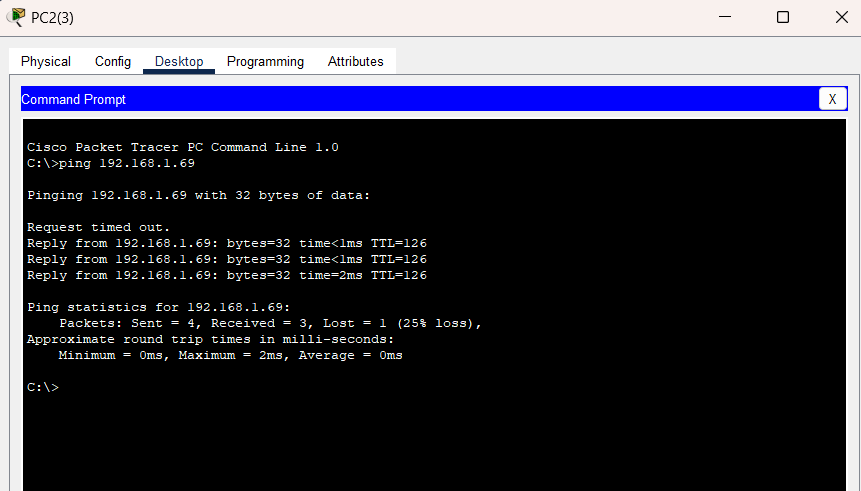 PC2(3)
Physical Config Desktop Programming Attributes
Command Prompt X
Cisco Packet Tracer PC Command Line 1.0
C:\>ping 192.168.1.69
Pinging 192.168.1.69 with 32 bytes of data:
Request timed out.
Reply from 192.168.1.69: bytes=32 time<1ms TTL=126
Reply from 192.168.1.69: bytes=32 time<1ms TTL=126
Reply from 192.168.1.69: bytes=32 time=2ms TTL=126
Ping statistics for 192.168.1.69:
Packets: Sent = 4, Received = 3, Lost = 1 (25% loss),
Approximate round trip times in milli-seconds:
Minimum = 0ms, Maximum = 2ms, Average = 0ms
C:\>